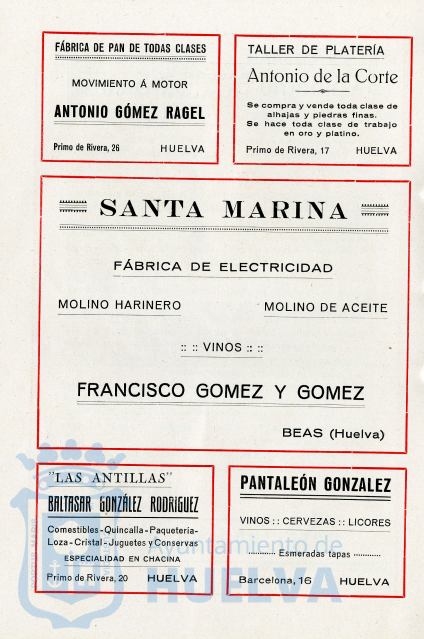 FÁBRICA DE PAN DE TODAS CLASES
MOVIMIENTO Á MOTOR
ANTONIO GÓMEZ RAGEL
Primo de Rivera, 26 HUELVA
TALLER DE PLATERÍA
Antonio de la Corte
Se compra y vende toda clase de
alhajas y piedras finas.
Se hace toda clase de trabajo
en oro y platino.
Primo de Rivera, 17 HUELVA
SANTA MARINA
FÁBRICA DE ELECTRICIDAD
MOLINO HARINERO MOLINO DE ACEITE
:: :: VINOS :: ::
FRANCISCO GOMEZ Y GOMEZ
BEAS (Huelva)
"LAS ANTILLAS"
BALTASAR GONZÁLEZ RODRÍGUEZ
Comestibles-Quincalla-Paquetería-
Loza-Cristal-Juguetes y Conservas
ESPECIALIDAD EN CHACINA
Primo de Rivera, 20 HUELVA
PANTALEÓN GONZALEZ
VINOS :: CERVEZAS :: LICORES
Esmeradas tapas
Barcelona, 16 HUELVA
Ayuntamiento de
HUELVA